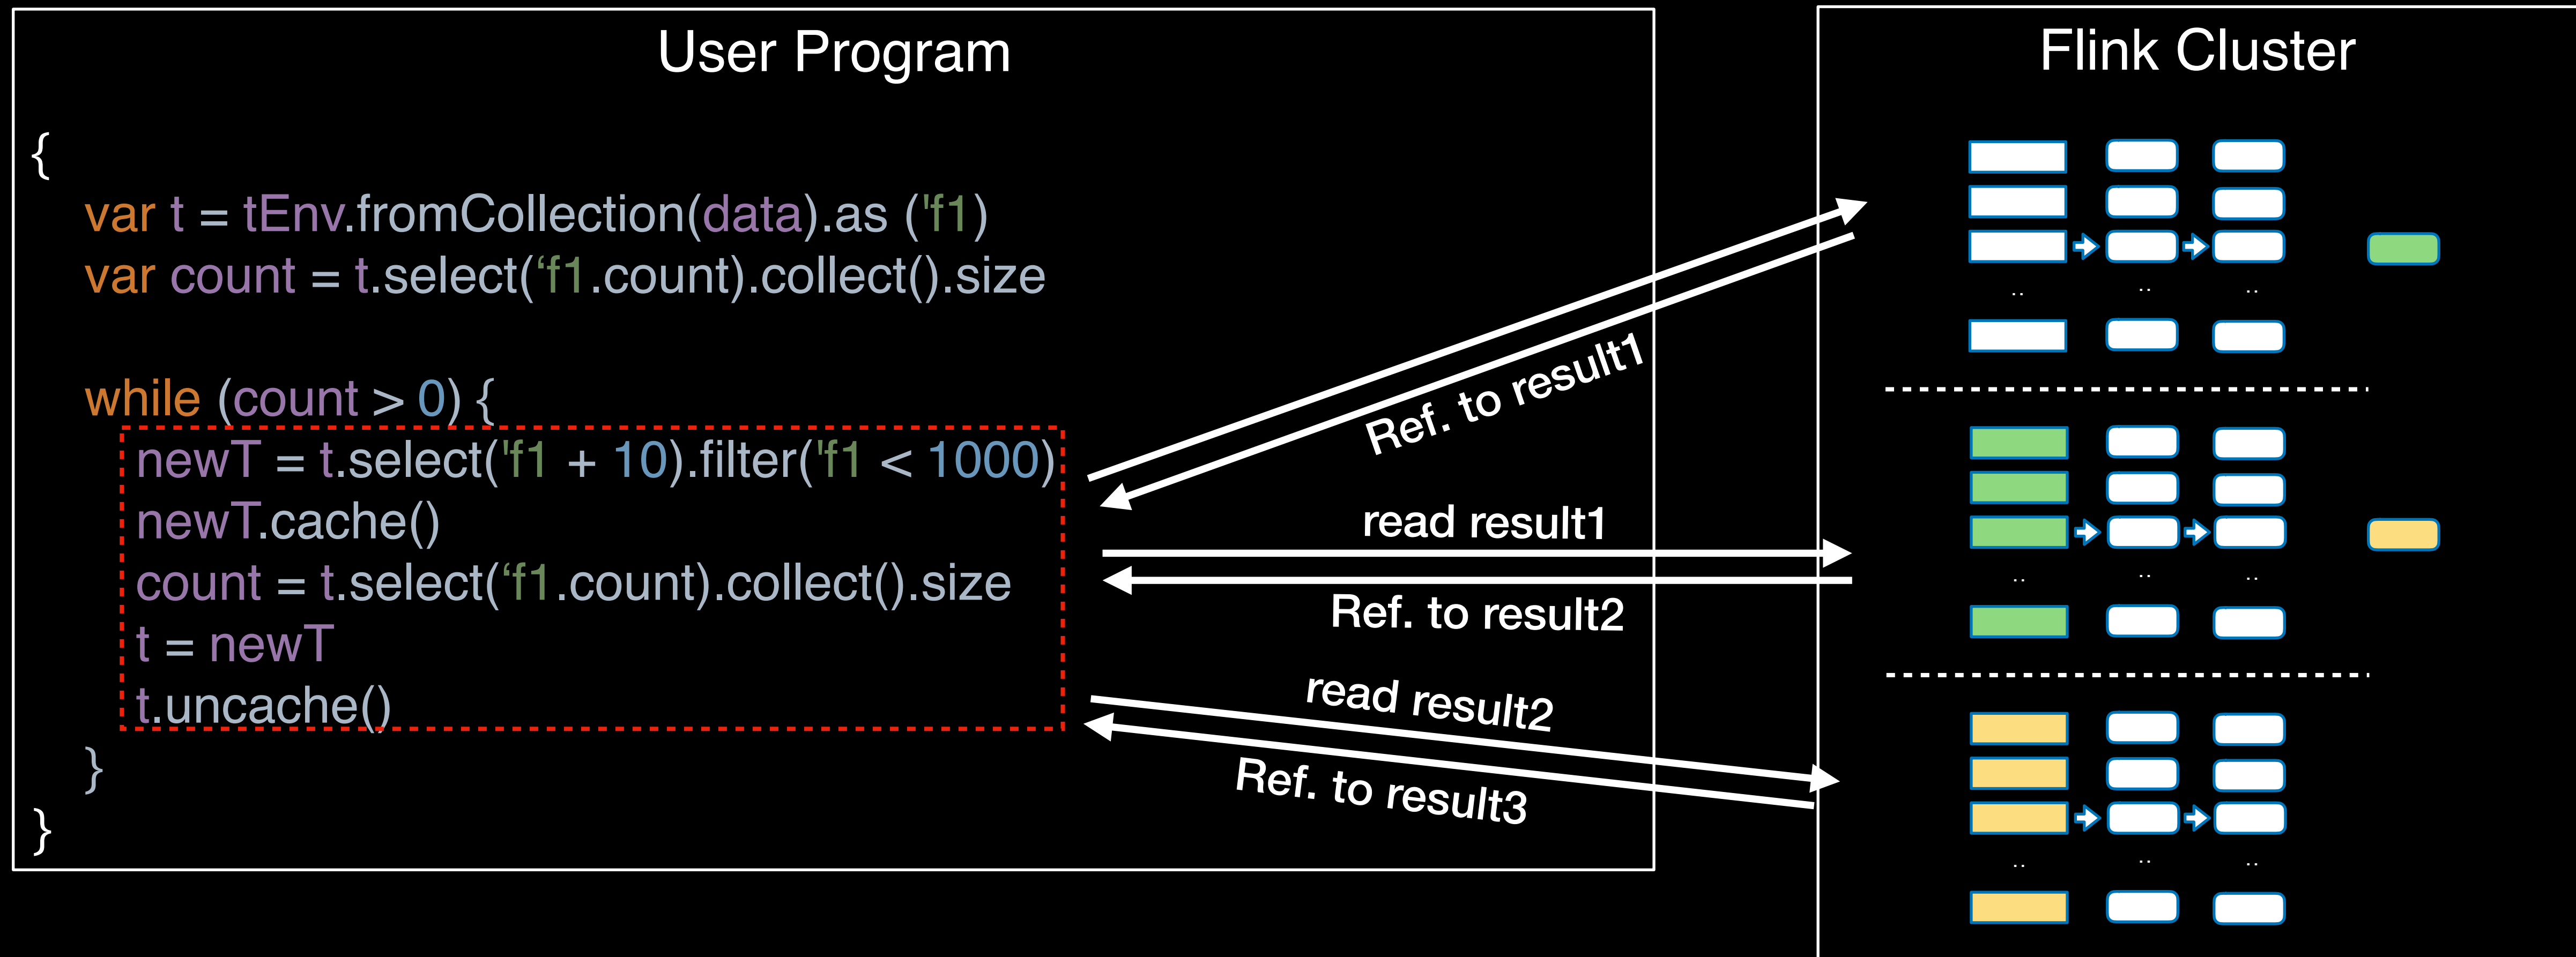 User Program
{
var t = tEnv.fromCollection(data).as ('f1)
var count = t.select(‘f1.count).collect().size
while (count > 0) {
newT = t.select('f1 + 10).filter('f1 < 1000)
newT.cache()
count = t.select(‘f1.count).collect().size
t = newT
t.uncache()
}
}
Ref. to result1
read result1
Ref. to result2
read result2
Ref. to result3
Flink Cluster
.. .. ..
.. .. ..
.. .. ..